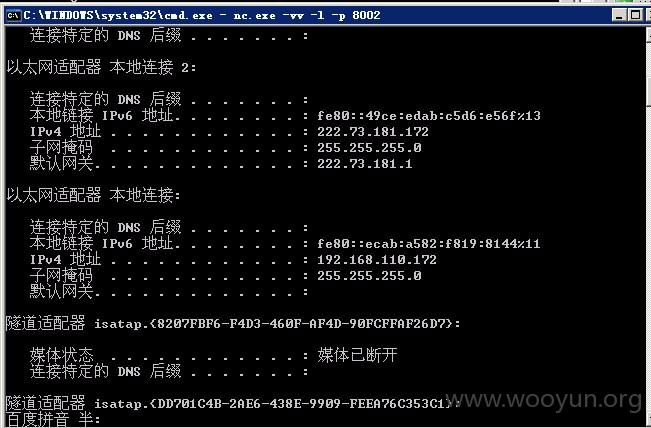 C:\WINDOWS\system32\cmd.exe - nc.exe -vv -l -p 8002
连接特定的 DNS 后缀 . . . . . . . :
以太网适配器 本地连接 2:
连接特定的 DNS 后缀 . . . . . . . :
本地链接 IPv6 地址. . . . . . . . : fe80::49ce:edab:c5d6:e56f%13
IPv4 地址 . . . . . . . . . . . . : 222.73.181.172
子网掩码 . . . . . . . . . . . . : 255.255.255.0
默认网关. . . . . . . . . . . . . : 222.73.181.1
以太网适配器 本地连接:
连接特定的 DNS 后缀 . . . . . . . :
本地链接 IPv6 地址. . . . . . . . : fe80::ecab:a582:f819:8144%11
IPv4 地址 . . . . . . . . . . . . : 192.168.110.172
子网掩码 . . . . . . . . . . . . : 255.255.255.0
默认网关. . . . . . . . . . . . . :
隧道适配器 isatap.{8207FBF6-F4D3-460F-AF4D-90FCFFAF26D7}:
媒体状态 . . . . . . . . . . . . : 媒体已断开
连接特定的 DNS 后缀 . . . . . . . :
隧道适配器 isatap.{DD701C4B-2AE6-438E-9909-FEEA76C353C1}:
www.wooyun.org
百度拼音 半: